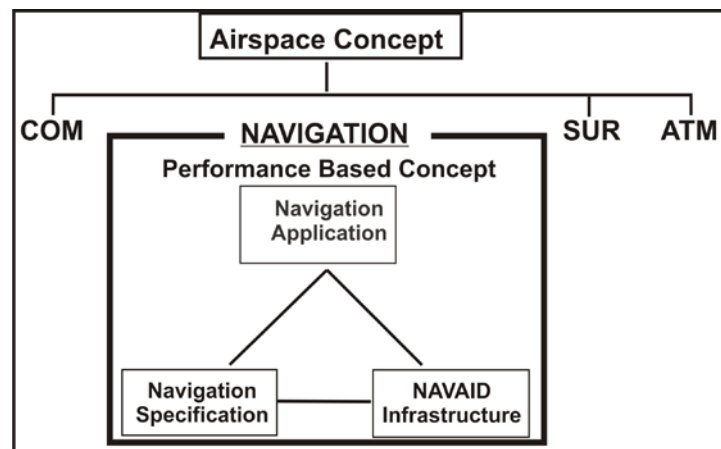 Airspace Concept
COM
NAVIGATION
SUR
ATM
Performance Based Concept
Navigation
Application
Navigation
Specification
NAVAID
Infrastructure